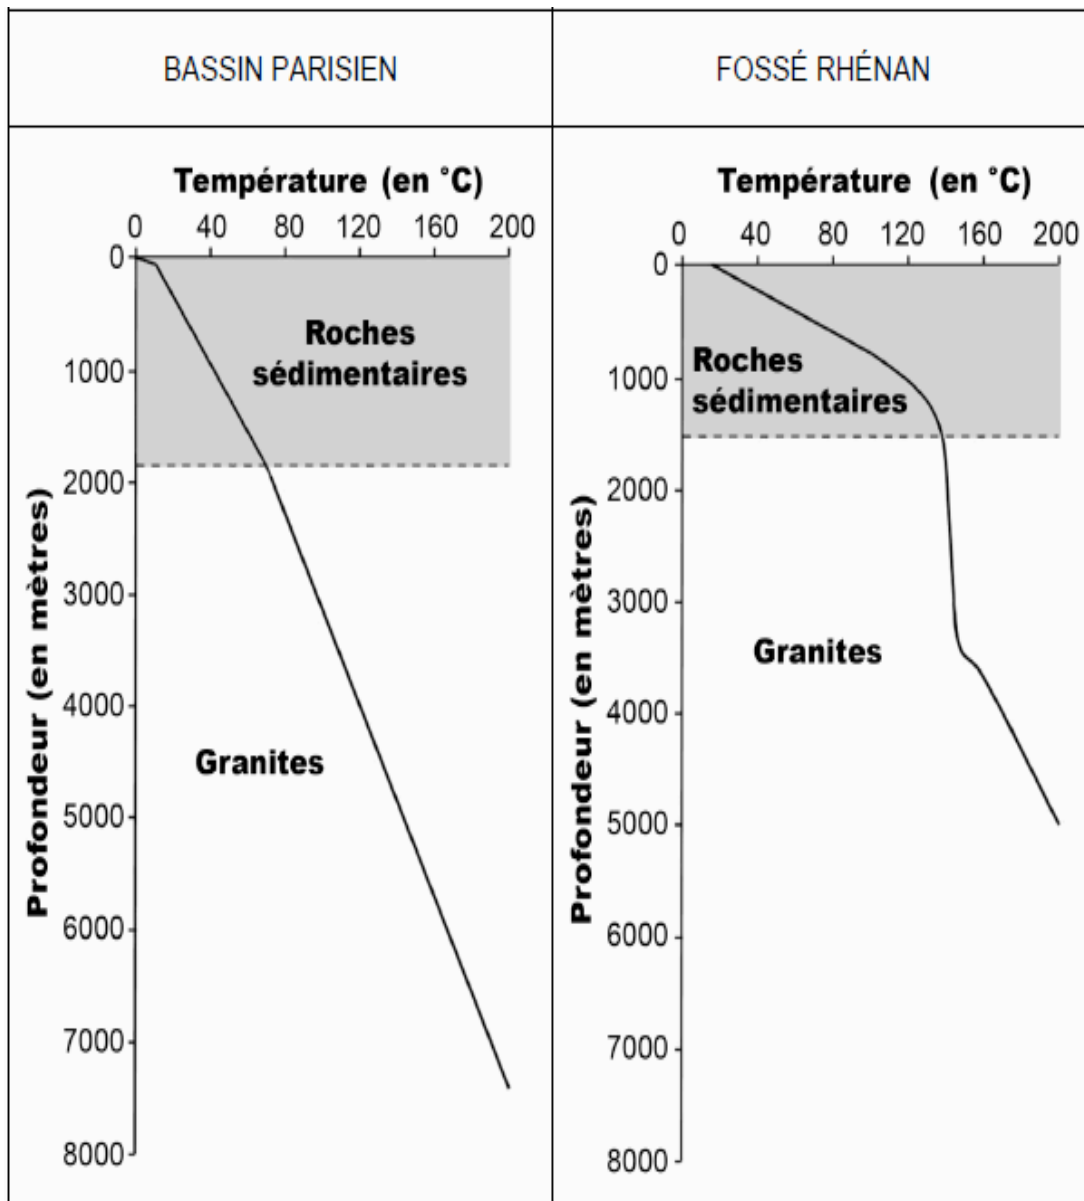 BASSIN PARISIEN
FOSSÉ RHÉNAN
Température (en °C)
0 40 80 120 160 200
0
1000
2000
3000
4000
5000
6000
7000
8000
Profondeur (en mètres)
Roches
sédimentaires
Granites
Température (en °C)
0 40 80 120 160 200
0
1000
2000
3000
4000
5000
6000
7000
8000
Profondeur (en mètres)
Roches
sédimentaires
Granites